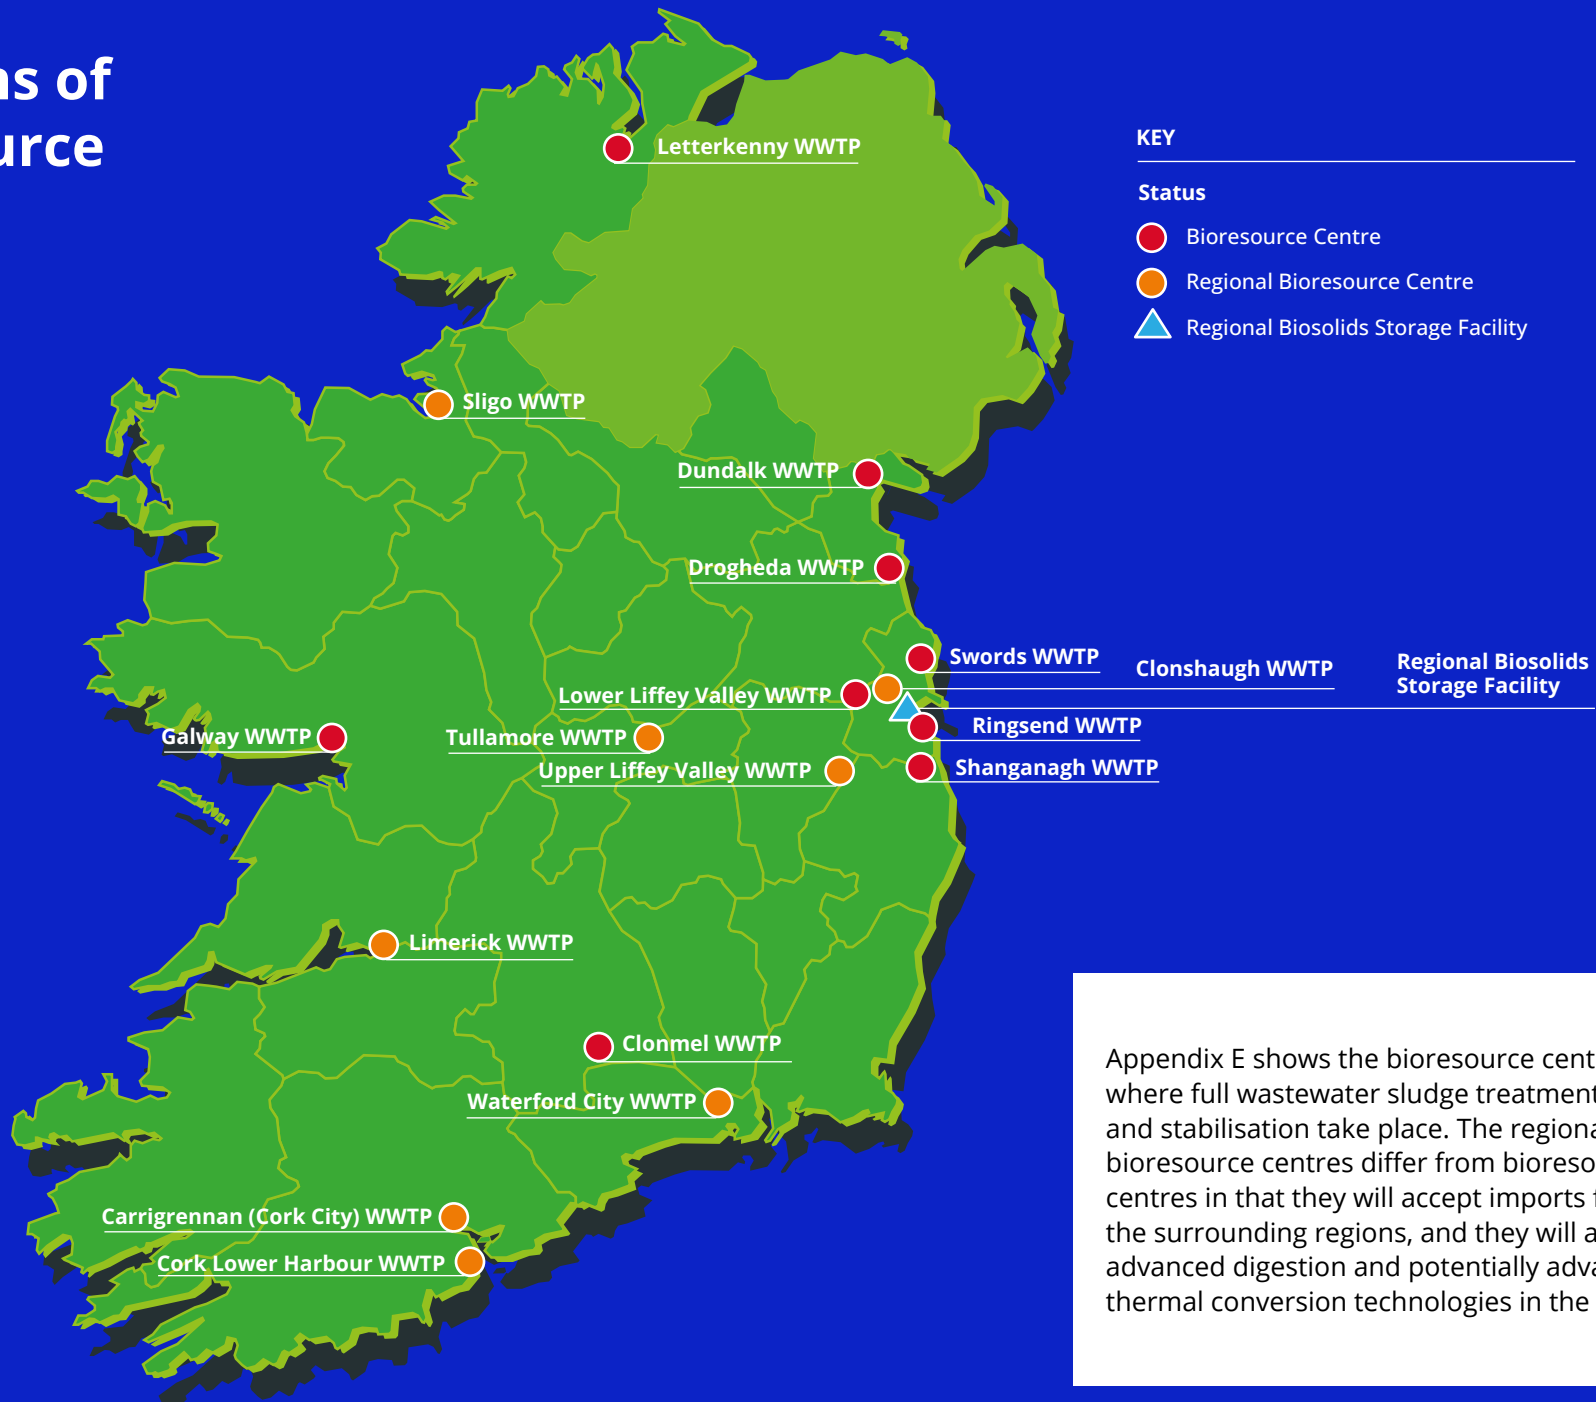 ns of
urce
KEY
Status
Bioresource Centre
Regional Bioresource Centre
Regional Biosolids Storage Facility
Letterkenny WWTP
Sligo WWTP
Dundalk WWTP
Drogheda WWTP
Swords WWTP
Clonshaugh WWTP
Regional Biosolids
Storage Facility
Lower Liffey Valley WWTP
Ringsend WWTP
Galway WWTP
Tullamore WWTP
Upper Liffey Valley WWTP
Shanganagh WWTP
Limerick WWTP
Clonmel WWTP
Waterford City WWTP
Carrigrennan (Cork City) WWTP
Cork Lower Harbour WWTP
Appendix E shows the bioresource cent
where full wastewater sludge treatment
and stabilisation take place. The regiona
bioresource centres differ from bioreso
centres in that they will accept imports f
the surrounding regions, and they will a
advanced digestion and potentially adva
thermal conversion technologies in the